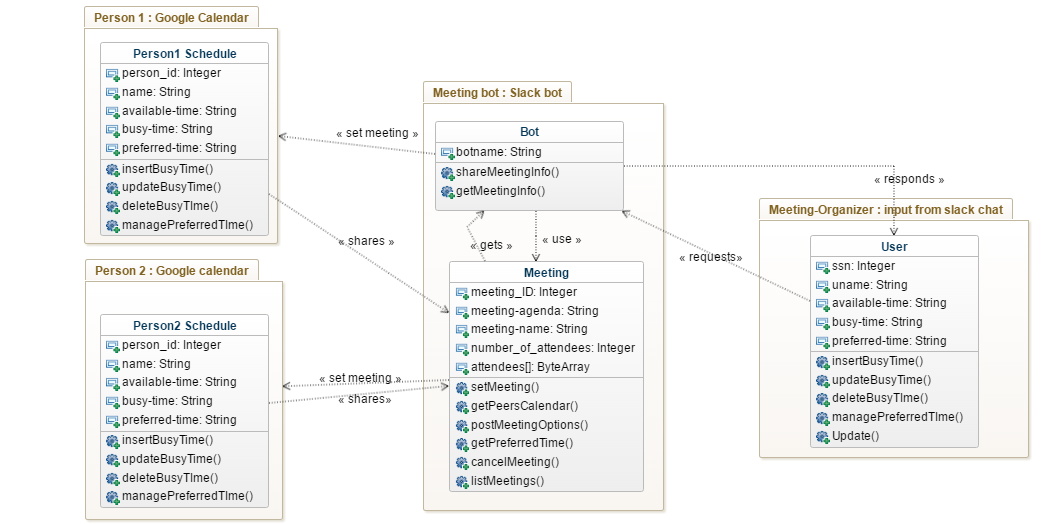 Person 1 : Google Calendar
Person1 Schedule
person_id: Integer
name: String
available-time: String
busy-time: String
preferred-time: String
insertBusyTime()
updateBusyTime()
deleteBusyTIme()
managePreferredTIme()
Person 2 : Google calendar
Person2 Schedule
person_id: Integer
name: String
available-time: String
busy-time: String
preferred-time: String
insertBusyTime()
updateBusyTime()
deleteBusyTIme()
managePreferredTIme()
« set meeting »
« shares »
« set meeting »
« shares»
Meeting bot : Slack bot
Bot
botname: String
shareMeetingInfo()
getMeetingInfo()
« gets »
« use »
Meeting
meeting_ID: Integer
meeting-agenda: String
meeting-name: String
number_of_attendees: Integer
attendees[]: ByteArray
setMeeting()
getPeersCalendar()
postMeetingOptions()
getPreferredTime()
cancelMeeting()
listMeetings()
« responds »
« requests»
Meeting-Organizer : input from slack chat
User
ssn: Integer
uname: String
available-time: String
busy-time: String
preferred-time: String
insertBusyTime()
updateBusyTime()
deleteBusyTIme()
managePreferredTIme()
Update()